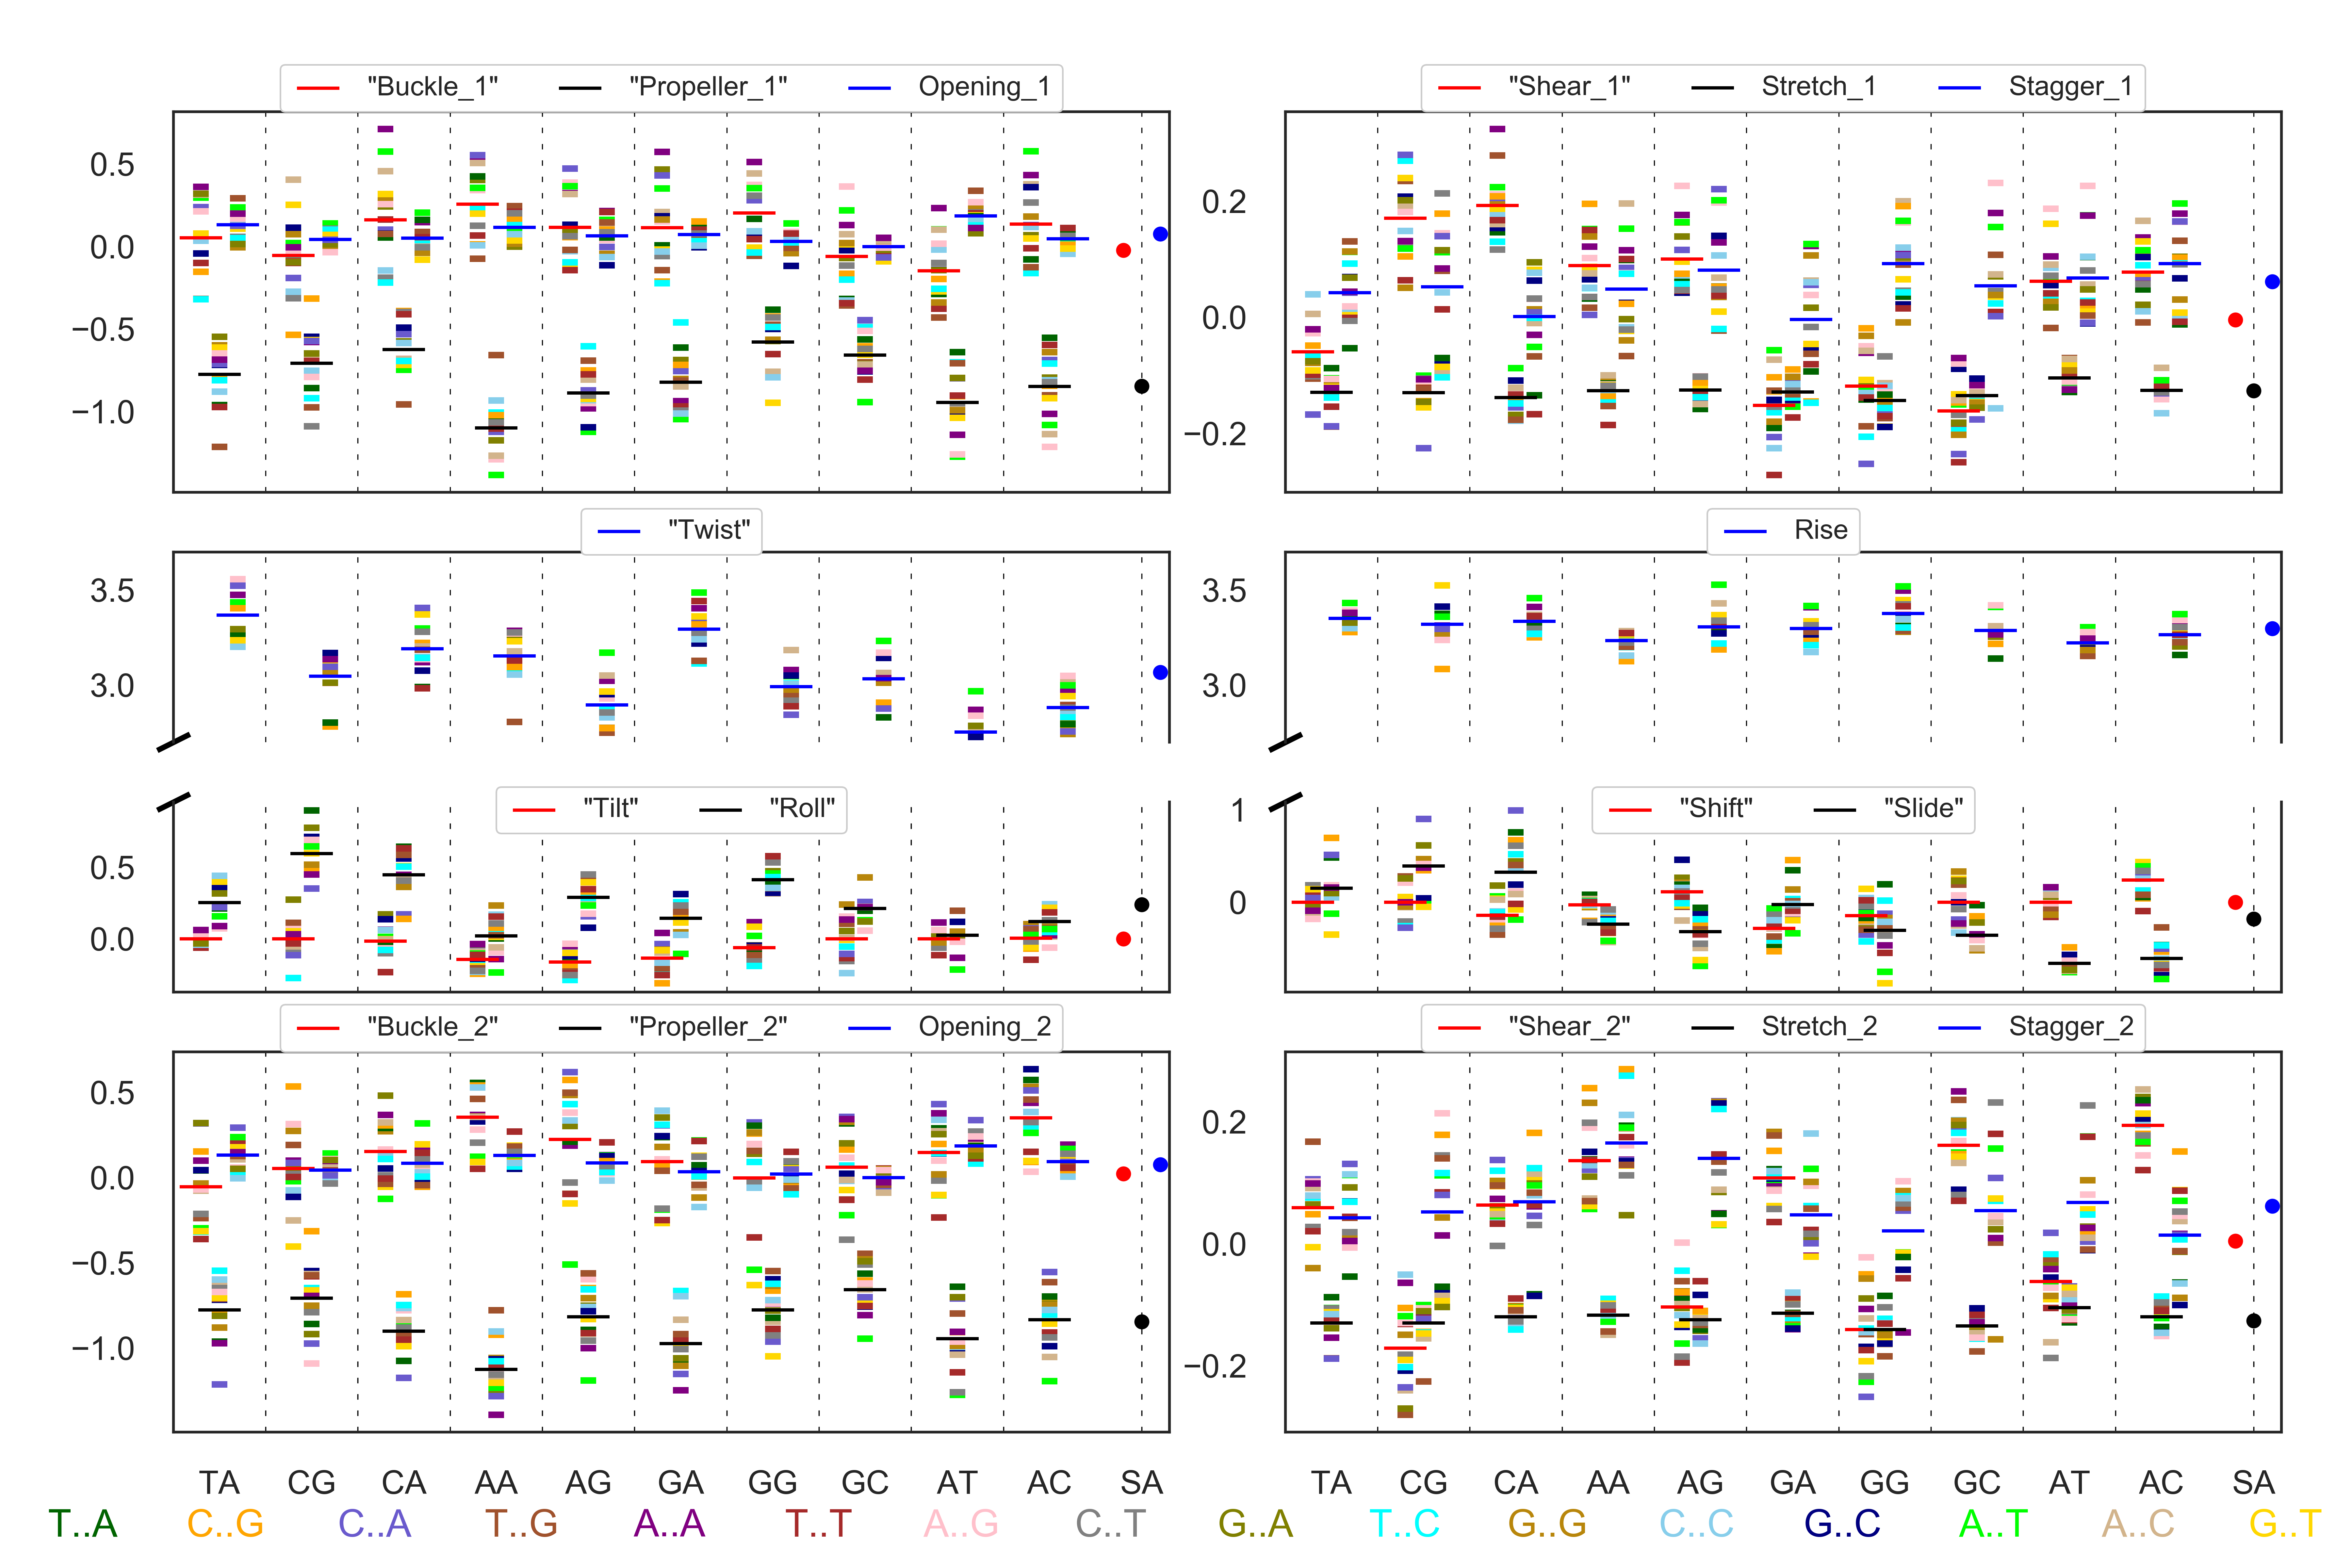 "Buckle_1" "Propeller_1" Opening_1
"Shear_1" Stretch_1 Stagger_1
0.5
0.0
−0.5
−1.0
0.2
0.0
−0.2
"Twist"
Rise
3.5
3.0
3.5
3.0
"Tilt" "Roll"
"Shift" "Slide"
0.5
0.0
1
0
"Buckle_2" "Propeller_2" Opening_2
"Shear_2" Stretch_2 Stagger_2
0.5
0.0
−0.5
−1.0
0.2
0.0
−0.2
TA CG CA AA AG GA GG GC AT AC SA
TA CG CA AA AG GA GG GC AT AC SA
T..A C..G C..A T..G A..A T..T A..G C..T G..A T..C G..G C..C G..C A..T A..C G..T